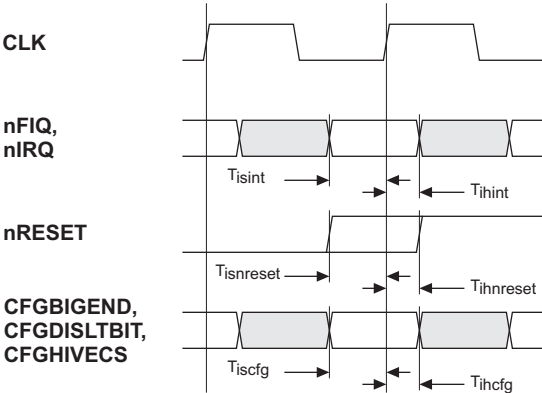 CLK
nFIQ,
nIRQ
Tisint
Tihint
nRESET
Tisnreset
Tihnreset
CFGBIGEND,
CFGDISLTBIT,
CFGHIVECS
Tiscfg
Tihcfg